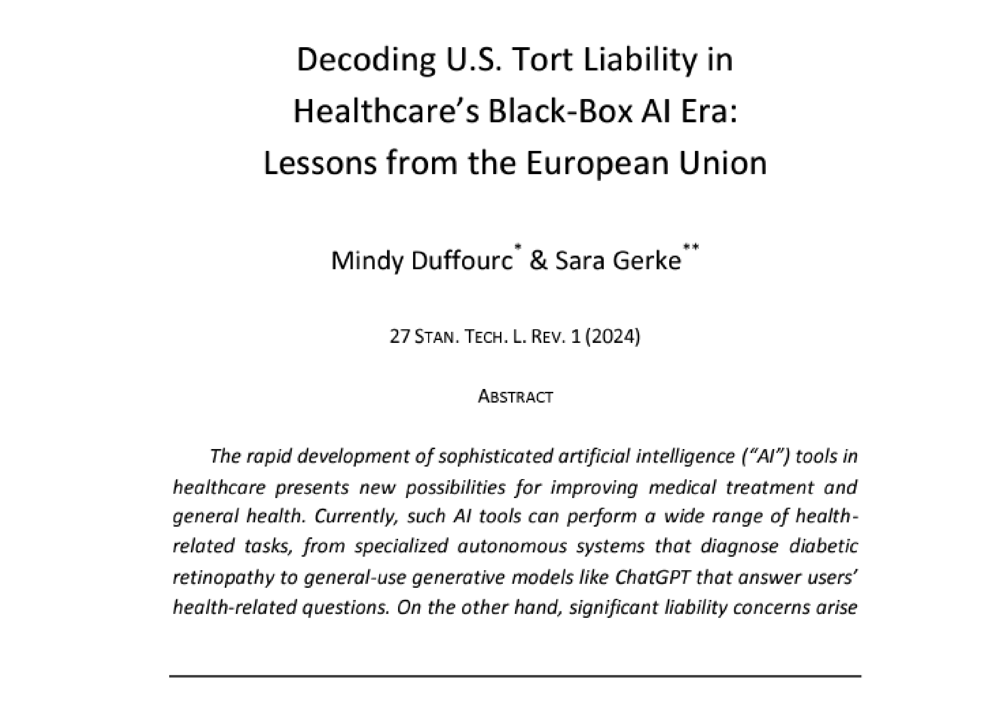 Decoding U.S. Tort Liability in
Healthcare’s Black-Box AI Era:
Lessons from the European Union
Mindy Duffourc* & Sara Gerke**
27 STAN. TECH. L. REV. 1 (2024)
ABSTRACT
The rapid development of sophisticated artificial intelligence (“AI”) tools in
healthcare presents new possibilities for improving medical treatment and
general health. Currently, such AI tools can perform a wide range of health-
related tasks, from specialized autonomous systems that diagnose diabetic
retinopathy to general-use generative models like ChatGPT that answer users’
health-related questions. On the other hand, significant liability concerns arise